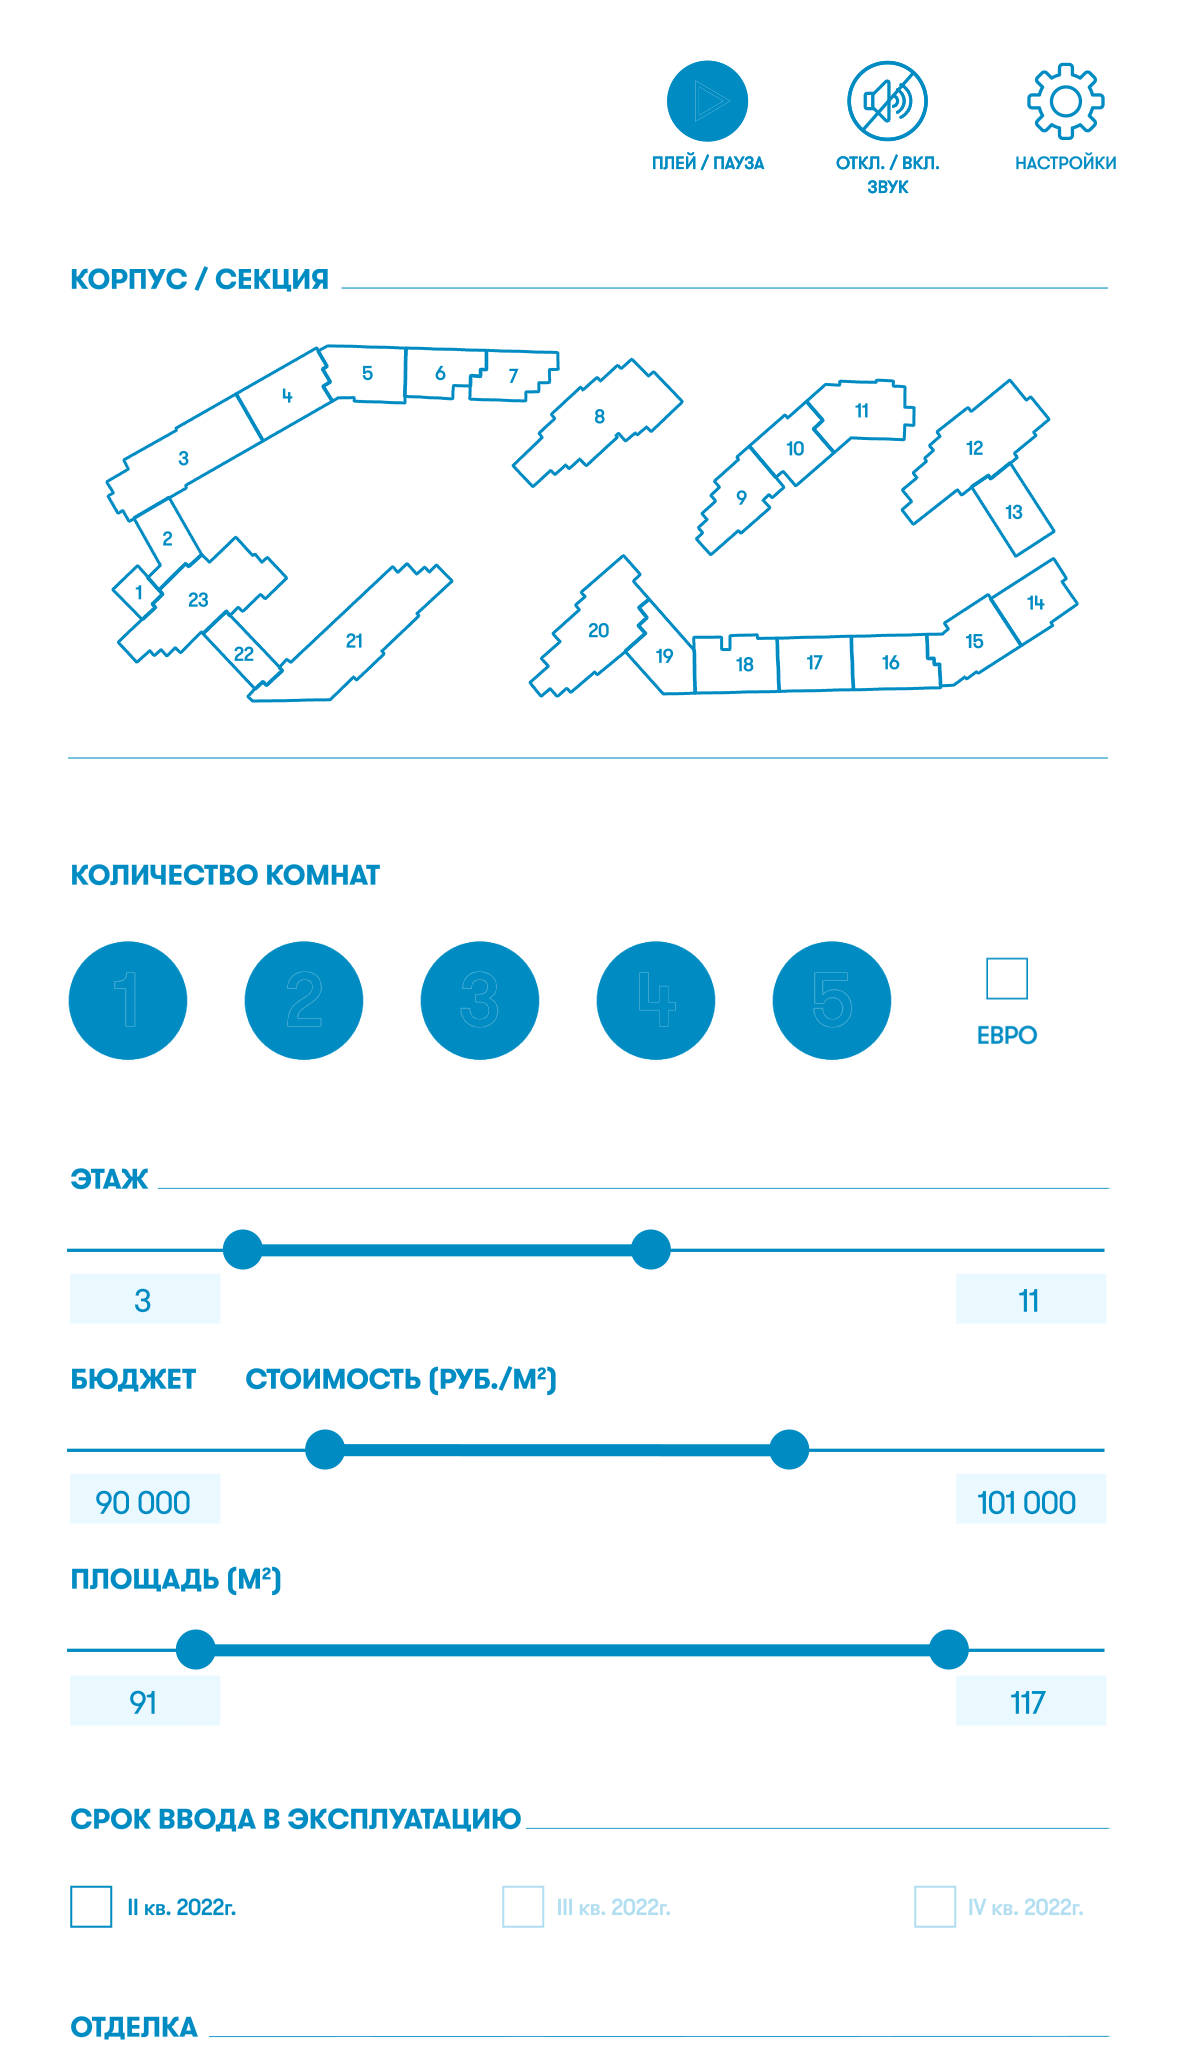 ПЛЕЙ / ПАУЗА
ОТКЛ. / ВКЛ.
ЗВУК
НАСТРОЙКИ
КОРПУС / СЕКЦИЯ
5 6 7
4
8
11
3
10
12
9
13
2
1
23
14
20
21
22
19
18
17
16
15
КОЛИЧЕСТВО КОМНАТ
1 2 3 4 5
ЕВРО
ЭТАЖ
3 11
БЮДЖЕТ СТОИМОСТЬ (РУБ./М²)
90 000 101 000
ПЛОЩАДЬ (М²)
91 117
СРОК ВВОДА В ЭКСПЛУАТАЦИЮ
II кв. 2022г. III кв. 2022г. IV кв. 2022г.
ОТДЕЛКА